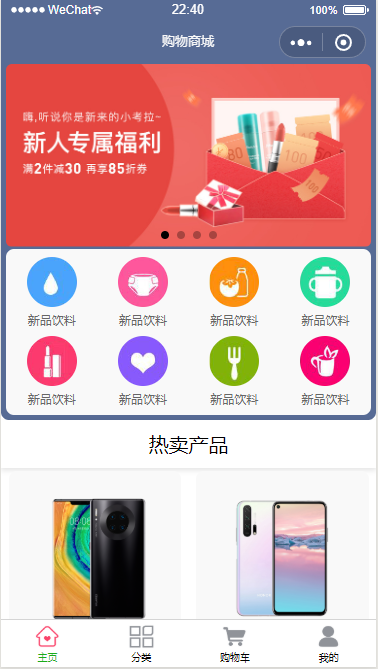 ●●●●● WeChat 22:40 100%
购物商城
嗨,听说你是新来的小考拉~
新人专属福利
满2件减30 再享85折券
80
100
新品饮料 新品饮料 新品饮料 新品饮料
新品饮料 新品饮料 新品饮料 新品饮料
热卖产品
主页 分类 购物车 我的